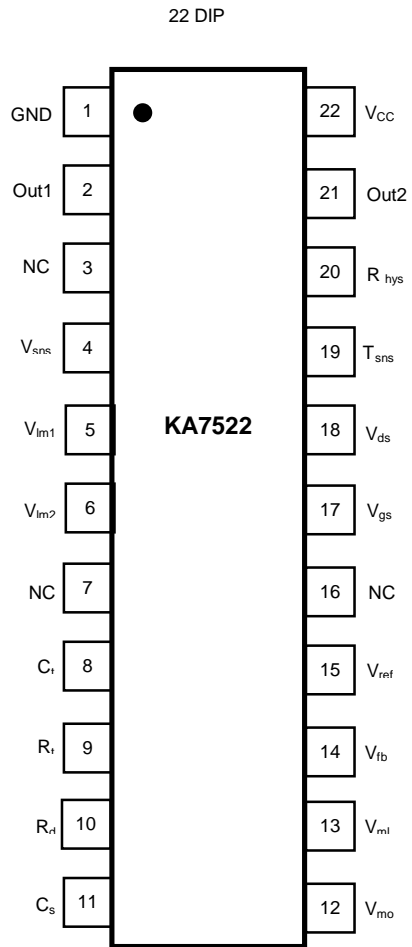 22 DIP
GND 1 22 VCC
Out1 2 21 Out2
NC 3 20 R hys
Vsns 4 19 Tsns
Vlm1 5 KA7522 18 Vds
Vlm2 6 17 Vgs
NC 7 16 NC
Ct 8 15 Vref
Rt 9 14 Vfb
Rd 10 13 Vml
Cs 11 12 Vmo